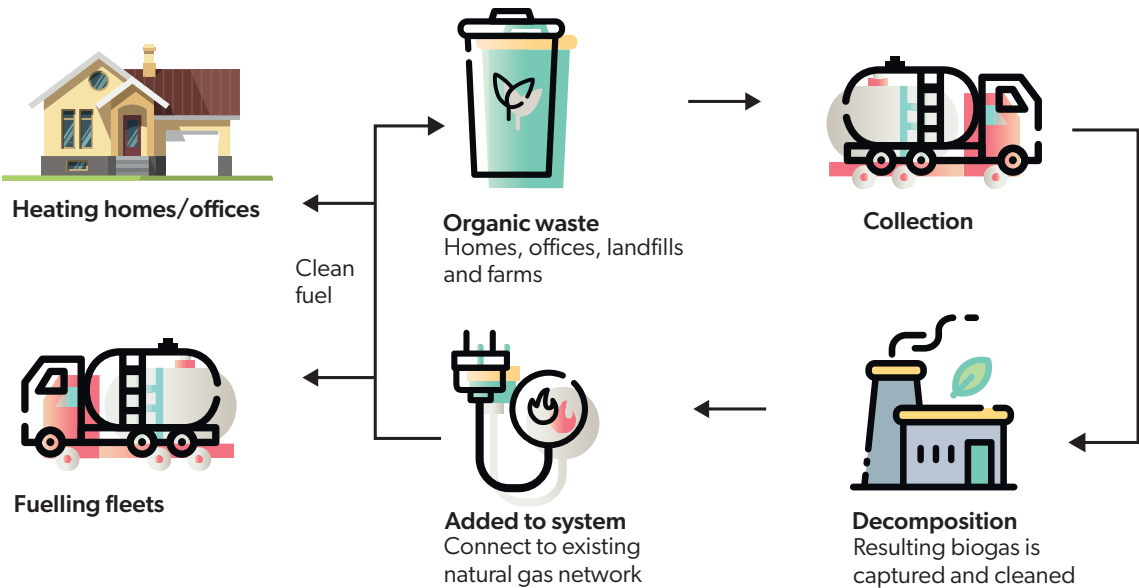 Heating homes/offices
Organic waste
Homes, offices, landfills
and farms
Collection
Clean
fuel
Fuelling fleets
Added to system
Connect to existing
natural gas network
Decomposition
Resulting biogas is
captured and cleaned